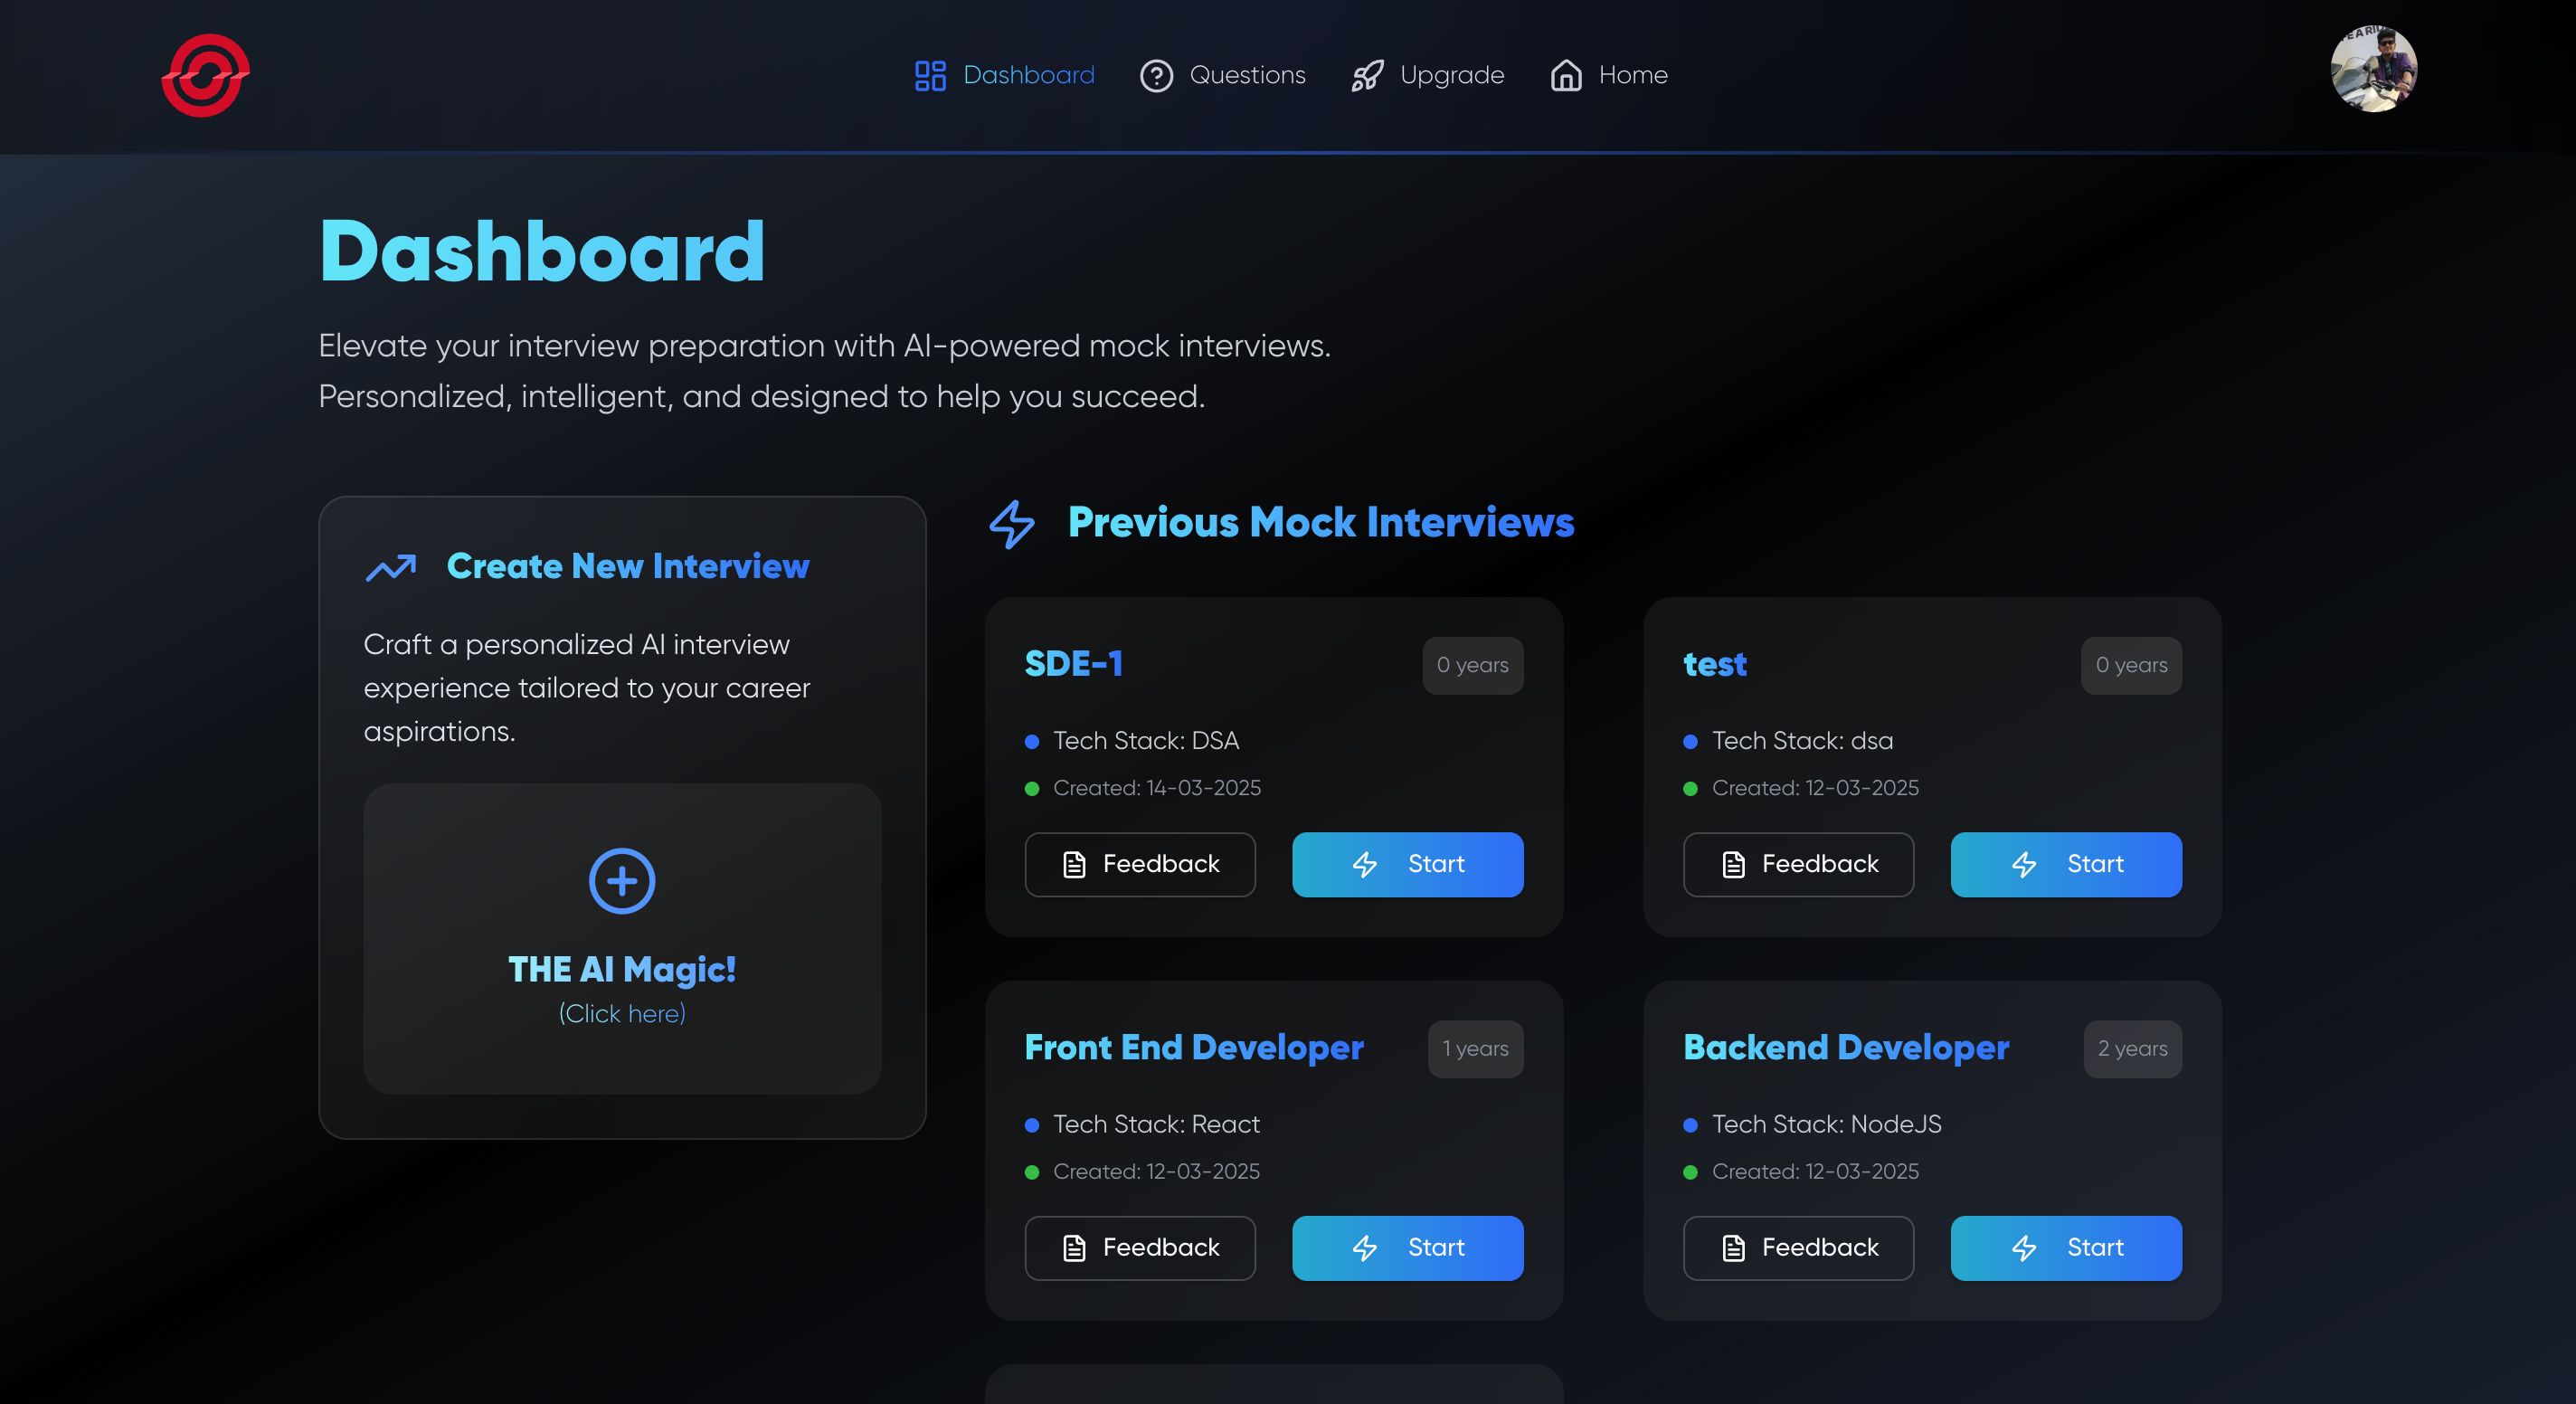 Dashboard
Questions
Upgrade
Home
Dashboard
Elevate your interview preparation with AI-powered mock interviews.
Personalized, intelligent, and designed to help you succeed.
Create New Interview
Craft a personalized AI interview
experience tailored to your career
aspirations.
THE AI Magic!
(Click here)
Previous Mock Interviews
SDE-1
0 years
Tech Stack: DSA
Created: 14-03-2025
Feedback
Start
test
0 years
Tech Stack: dsa
Created: 12-03-2025
Feedback
Start
Front End Developer
1 years
Tech Stack: React
Created: 12-03-2025
Feedback
Start
Backend Developer
2 years
Tech Stack: NodeJS
Created: 12-03-2025
Feedback
Start